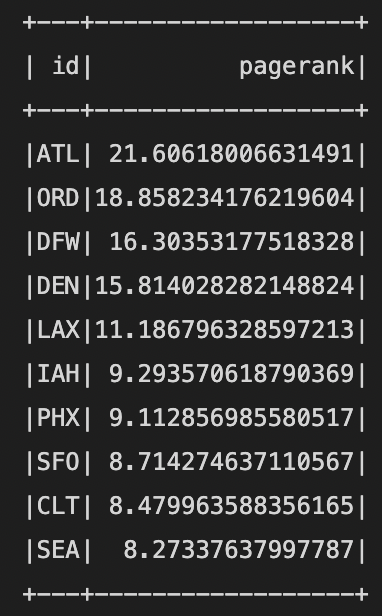 +---+------------------+
| id|          pagerank|
+---+------------------+
|ATL| 21.60618006631491|
|ORD|18.858234176219604|
|DFW| 16.30353177518328|
|DEN|15.814028282148824|
|LAX|11.186796328597213|
|IAH| 9.293570618790369|
|PHX| 9.112856985580517|
|SFO| 8.714274637110567|
|CLT| 8.479963588356165|
|SEA|  8.27337637997787|
+---+------------------+